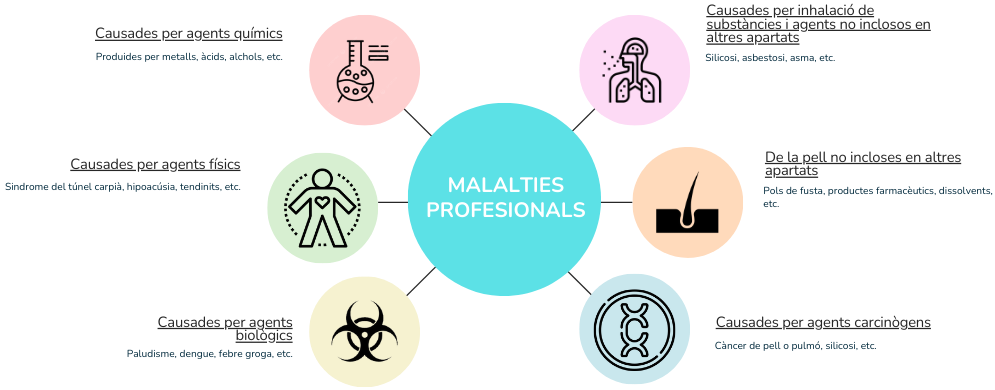 Causades per agents químics
Produides per metalls, àcids, alchols, etc.
Causades per agents físics
Sindrome del túnel carpià, hipoacúsia, tendinits, etc.
Causades per agents
biològics
Paludisme, dengue, febre groga, etc.
MALALTIES
PROFESIONALS
Causades per inhalació de
substàncies i agents no inclosos en
altres apartats
Silicosi, asbestosi, asma, etc.
De la pell no incloses en altres
apartats
Pols de fusta, productes farmacèutics, dissolvents,
etc.
Causades per agents carcinògens
Càncer de pell o pulmó, silicosi, etc.